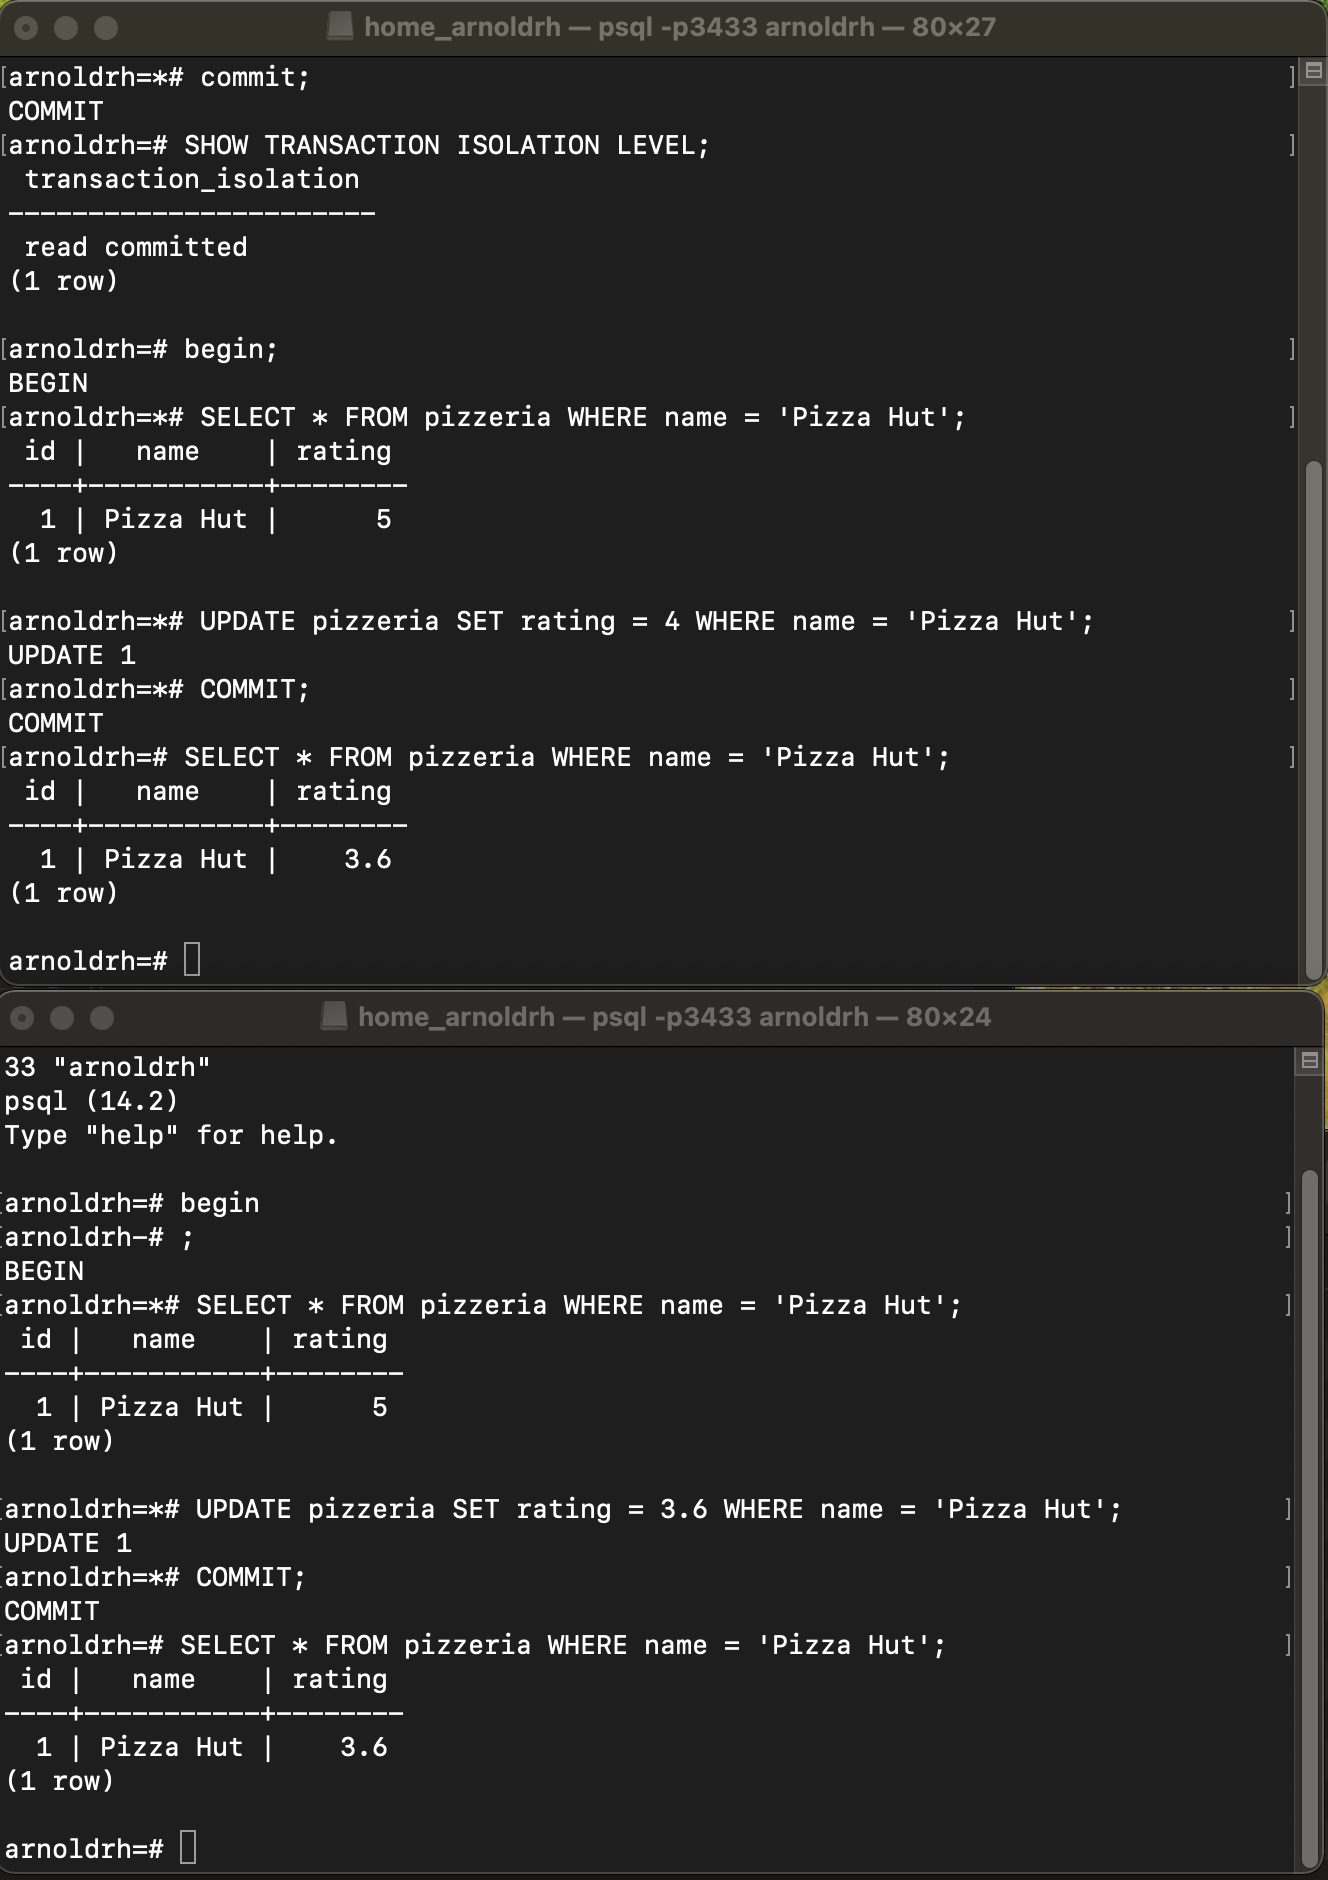 home_arnoldrh — psql -p3433 arnoldrh — 80×27
[arnoldrh=*# commit; ]
COMMIT
[arnoldrh=# SHOW TRANSACTION ISOLATION LEVEL; ]
 transaction_isolation
-----------------------
 read committed
(1 row)
[arnoldrh=# begin; ]
BEGIN
[arnoldrh=*# SELECT * FROM pizzeria WHERE name = 'Pizza Hut'; ]
 id |   name    | rating
----+-----------+--------
  1 | Pizza Hut |      5
(1 row)
[arnoldrh=*# UPDATE pizzeria SET rating = 4 WHERE name = 'Pizza Hut'; ]
UPDATE 1
[arnoldrh=*# COMMIT; ]
COMMIT
[arnoldrh=# SELECT * FROM pizzeria WHERE name = 'Pizza Hut'; ]
 id |   name    | rating
----+-----------+--------
  1 | Pizza Hut |    3.6
(1 row)
arnoldrh=#
home_arnoldrh — psql -p3433 arnoldrh — 80×24
33 "arnoldrh"
psql (14.2)
Type "help" for help.
[arnoldrh=# begin ]
[arnoldrh-# ; ]
BEGIN
[arnoldrh=*# SELECT * FROM pizzeria WHERE name = 'Pizza Hut'; ]
 id |   name    | rating
----+-----------+--------
  1 | Pizza Hut |      5
(1 row)
[arnoldrh=*# UPDATE pizzeria SET rating = 3.6 WHERE name = 'Pizza Hut'; ]
UPDATE 1
[arnoldrh=*# COMMIT; ]
COMMIT
[arnoldrh=# SELECT * FROM pizzeria WHERE name = 'Pizza Hut'; ]
 id |   name    | rating
----+-----------+--------
  1 | Pizza Hut |    3.6
(1 row)
arnoldrh=#